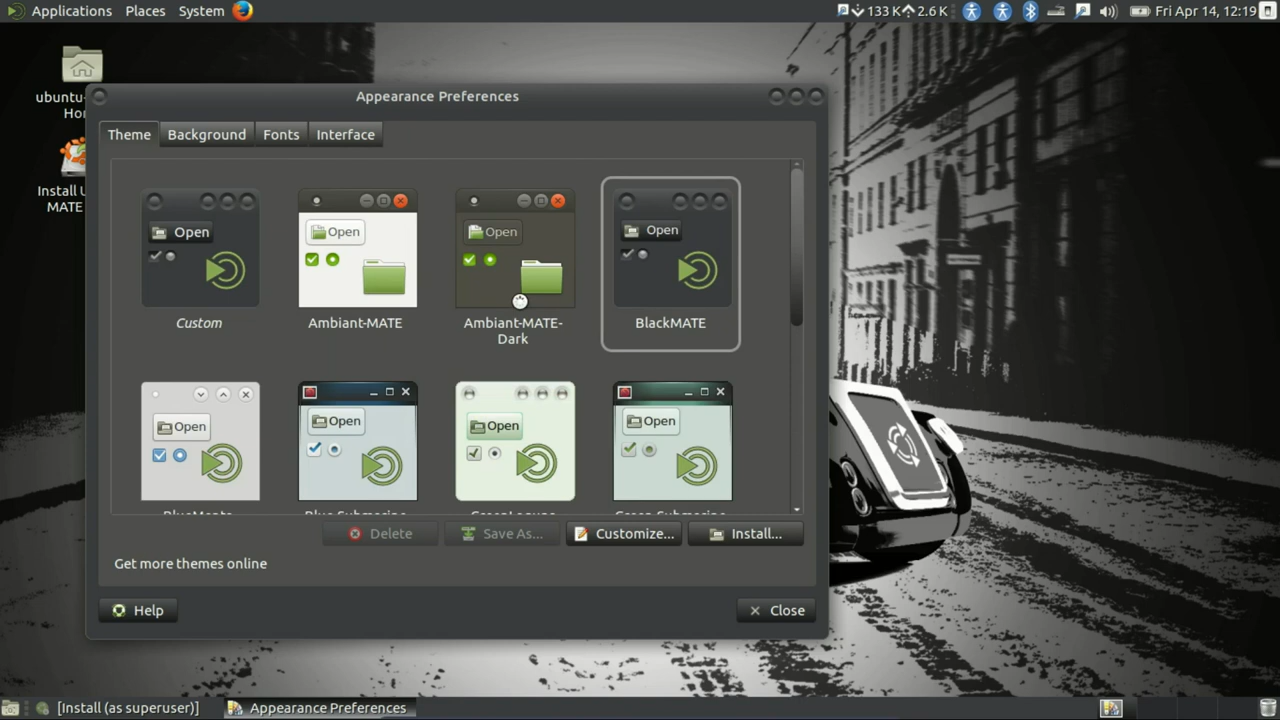 Applications Places System 133 K 2.6 K Fri Apr 14, 12:19
ubuntu-
Hor
Install U
MATE
Appearance Preferences
Theme Background Fonts Interface
Open Open Open Open
Custom Ambiant-MATE Ambiant-MATE- BlackMATE
Dark
Open Open Open Open
Delete Save As... Customize... Install...
Get more themes online
Help Close
[Install (as superuser)] Appearance Preferences